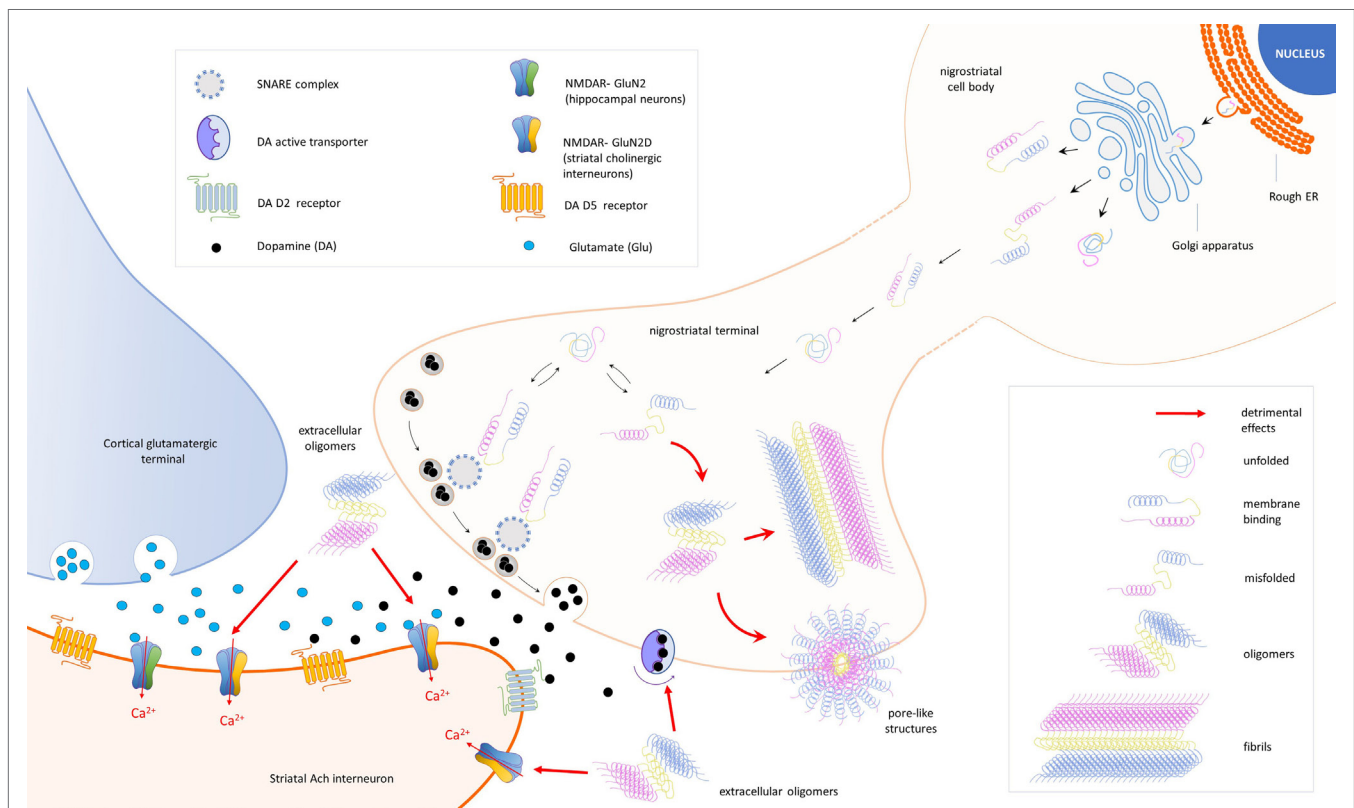 SNARE complex
DA active transporter
DA D2 receptor
Dopamine (DA)
NMDAR- GluN2
(hippocampal neurons)
NMDAR- GluN2D
(striatal cholinergic
interneurons)
DA D5 receptor
Glutamate (Glu)
nigrostriatal
cell body
NUCLEUS
Rough ER
Golgi apparatus
nigrostriatal terminal
Cortical glutamatergic
terminal
extracellular
oligomers
Ca2+
Ca2+
Ca2+
Ca2+
Striatal Ach interneuron
extracellular oligomers
pore-like
structures
detrimental
effects
unfolded
membrane
binding
misfolded
oligomers
fibrils